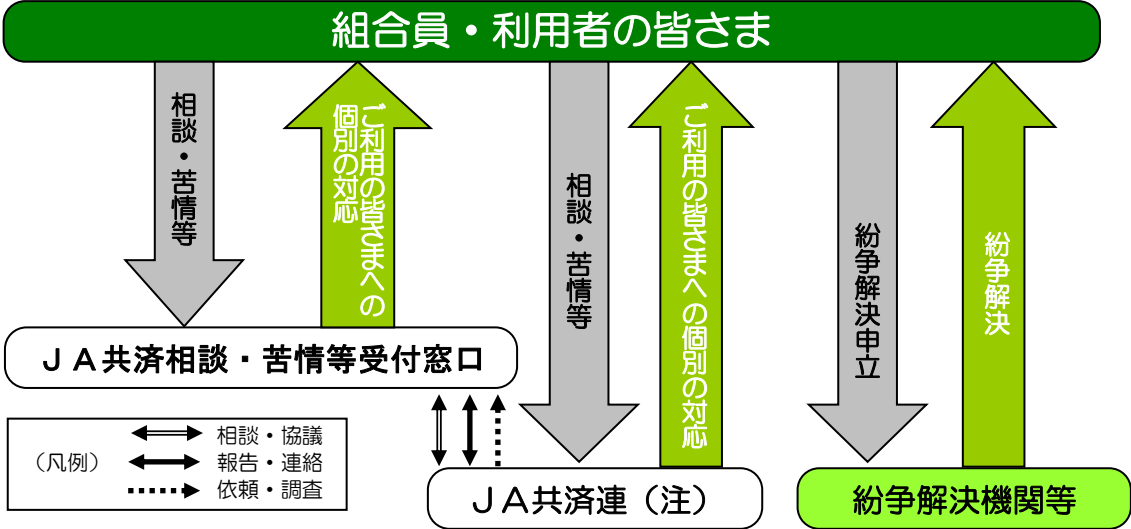 組合員・利用者の皆さま
相談・苦情等
ご利用の皆さまへの
個別の対応
相談・苦情等
ご利用の皆さまへの個別の対応
紛争解決申立
紛争解決
ＪＡ共済相談・苦情等受付窓口
（凡例）
相談・協議
報告・連絡
依頼・調査
ＪＡ共済連（注）
紛争解決機関等